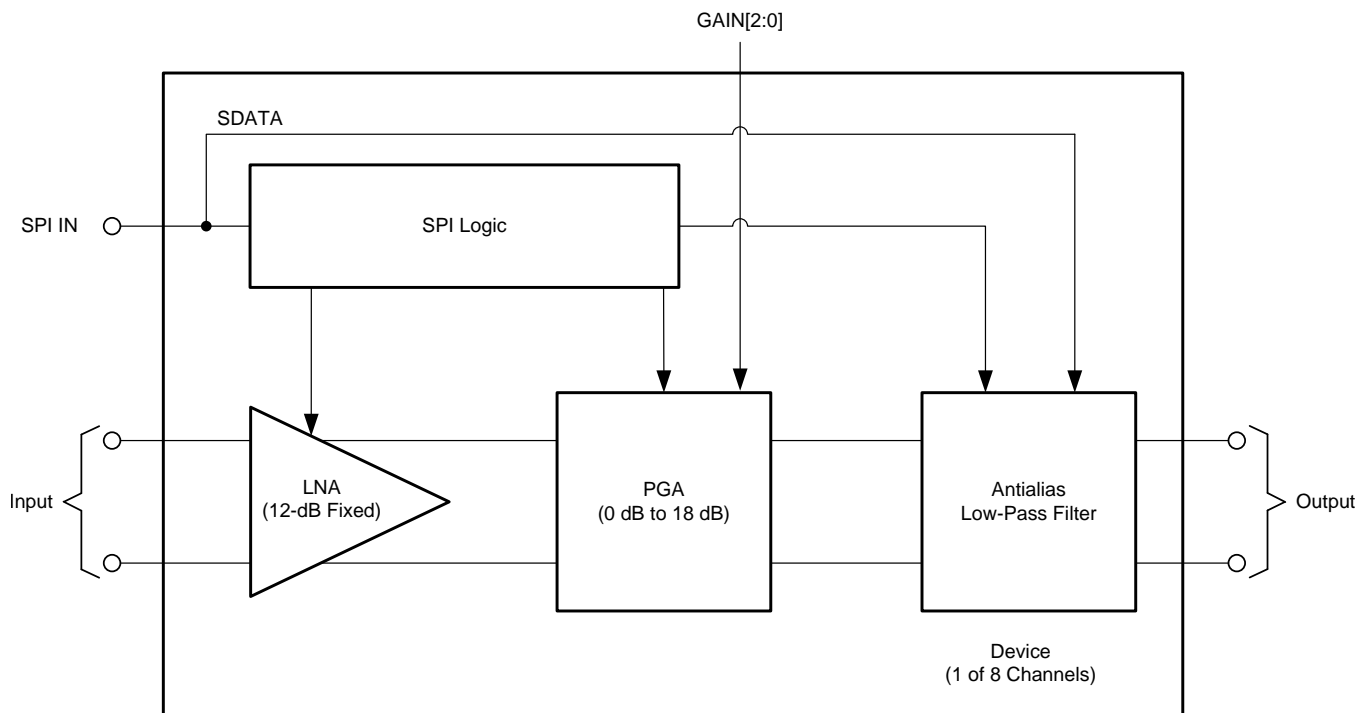 GAIN[2:0]
SDATA
SPI IN
SPI Logic
Input
LNA
(12-dB Fixed)
PGA
(0 dB to 18 dB)
Antialias
Low-Pass Filter
Output
Device
(1 of 8 Channels)